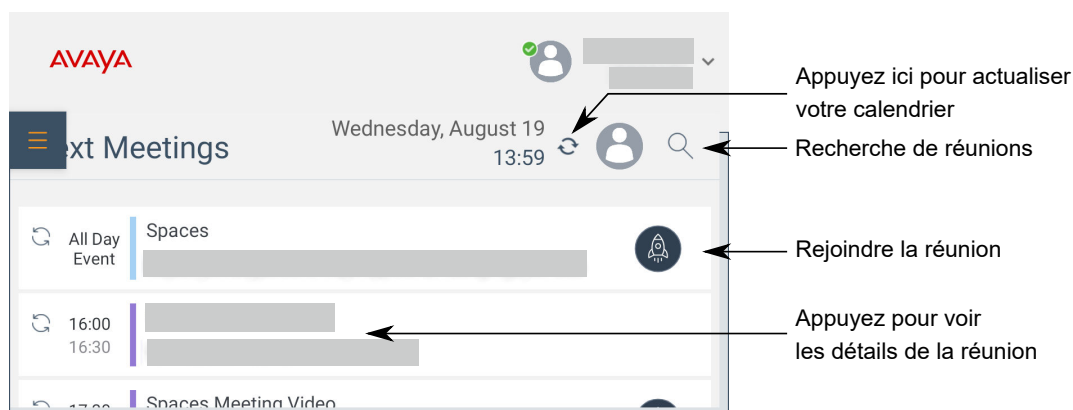 AVAYA
Appuyez ici pour actualiser
votre calendrier
Wednesday, August 19
ext Meetings
13:59
Recherche de réunions
Spaces
All Day
Event
Rejoindre la réunion
16:00
16:30
Appuyez pour voir
les détails de la réunion
Spaces Meeting Video